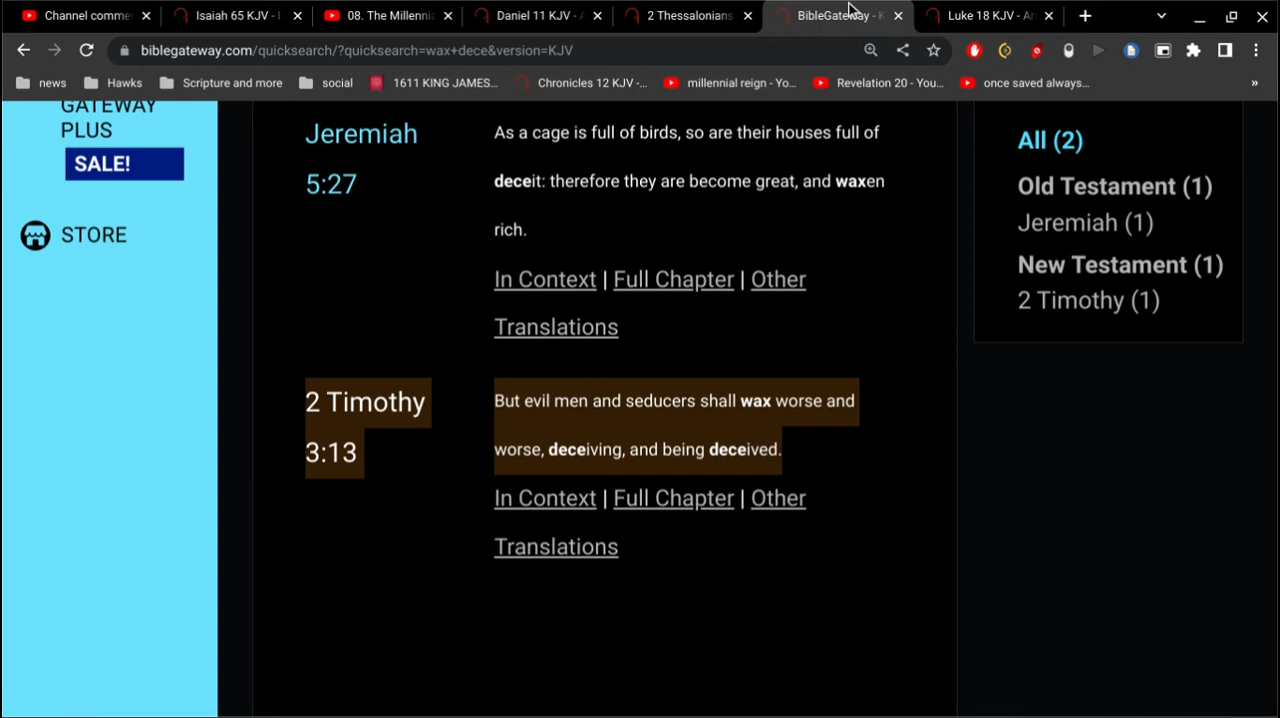 Channel comme
Isaiah 65 KJV - I
08. The Millennia
Daniel 11 KJV - A
2 Thessalonians
BibleGateway - K
Luke 18 KJV - Ar
biblegateway.com/quicksearch/?quicksearch=wax+dece&version=KJV
news
Hawks
Scripture and more
social
1611 KING JAMES...
Chronicles 12 KJV -...
millennial reign - Yo...
Revelation 20 - You...
once saved always...
»
GATEWAY
PLUS
SALE!
STORE
Jeremiah
5:27
As a cage is full of birds, so are their houses full of
deceit: therefore they are become great, and waxen
rich.
In Context | Full Chapter | Other
Translations
2 Timothy
3:13
But evil men and seducers shall wax worse and
worse, deceiving, and being deceived.
In Context | Full Chapter | Other
Translations
All (2)
Old Testament (1)
Jeremiah (1)
New Testament (1)
2 Timothy (1)